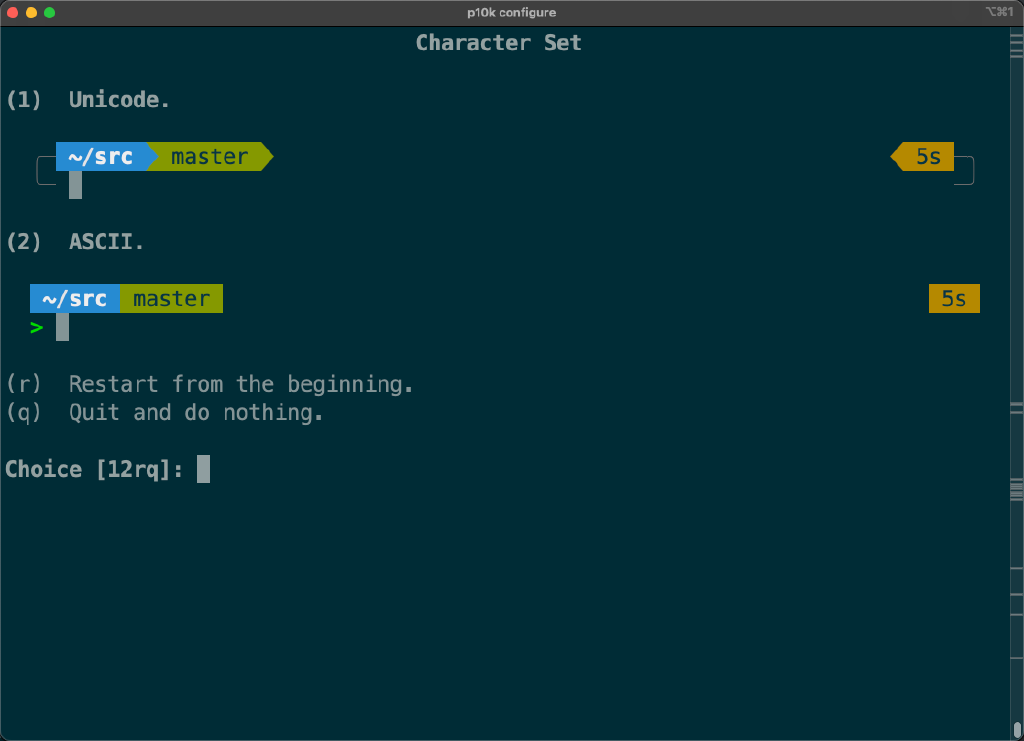 p10k configure
⌥⌘1
Character Set
(1) Unicode.
~/src master 5s
(2) ASCII.
~/src master 5s
>
(r) Restart from the beginning.
(q) Quit and do nothing.
Choice [12rq]: